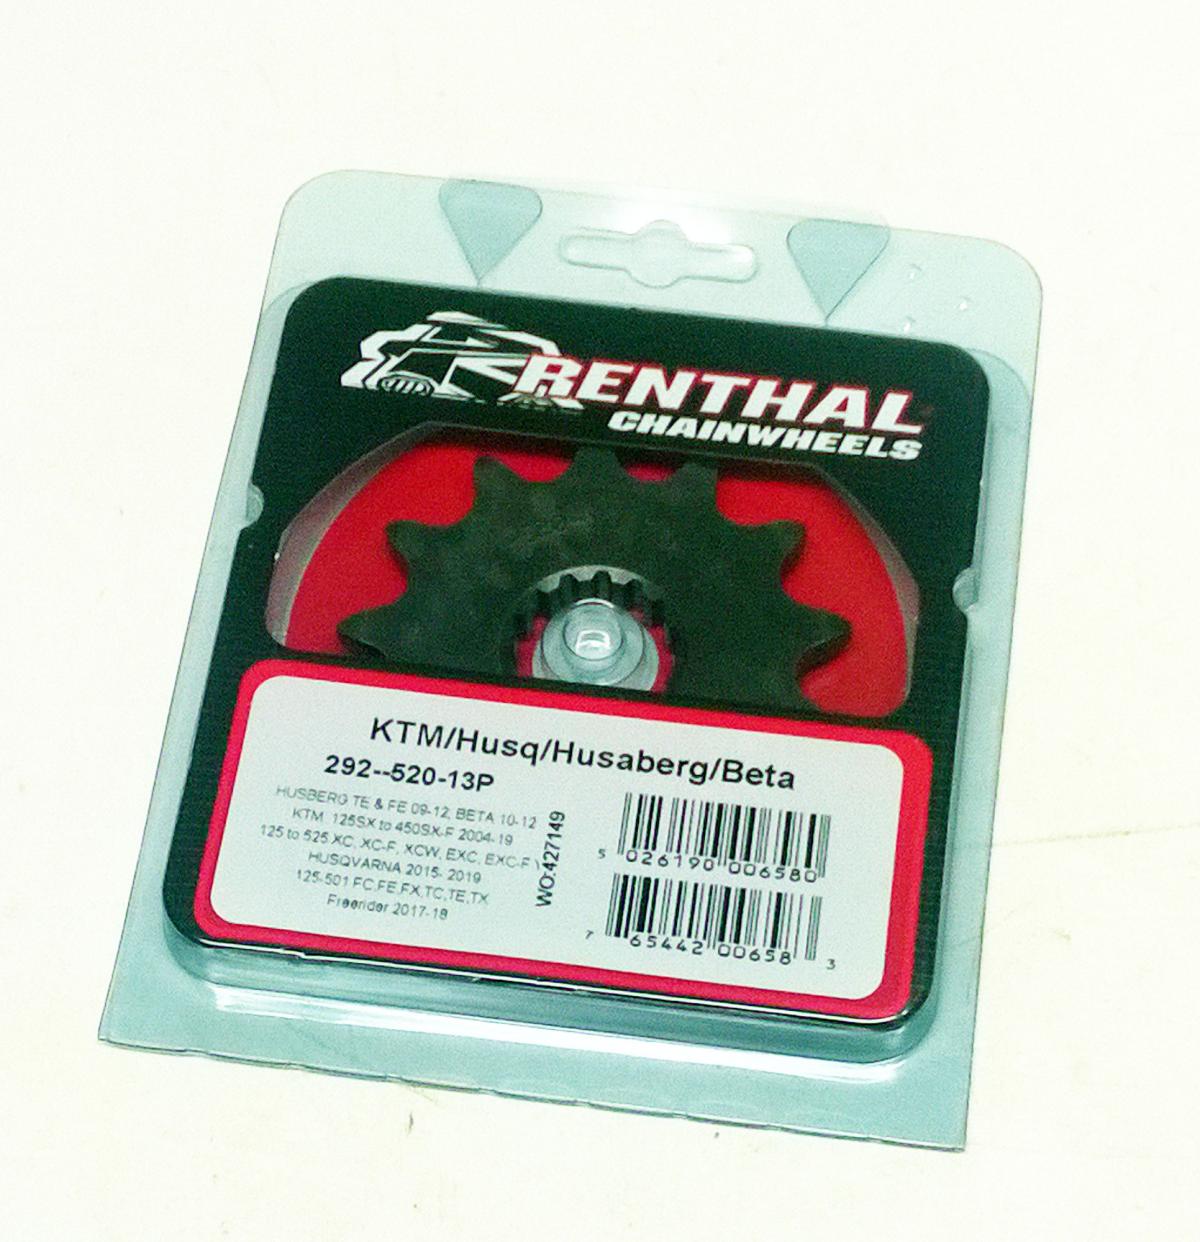 RENTHAL
CHAINWHEELS
KTM/Husq/Husaberg/Beta
292--520-13P
HUSBERG TE & FE 09-12, BETA 10-12
KTM 125SX to 450SX-F 2004-19
125 to 525 XC, XC-F, XCW, EXC, EXC-F \
HUSQVARNA 2015- 2019
125-501 FC,FE,FX,TC,TE,TX
Freerider 2017-18
WO:427149
5 026190 006580
7 65442 00658 3